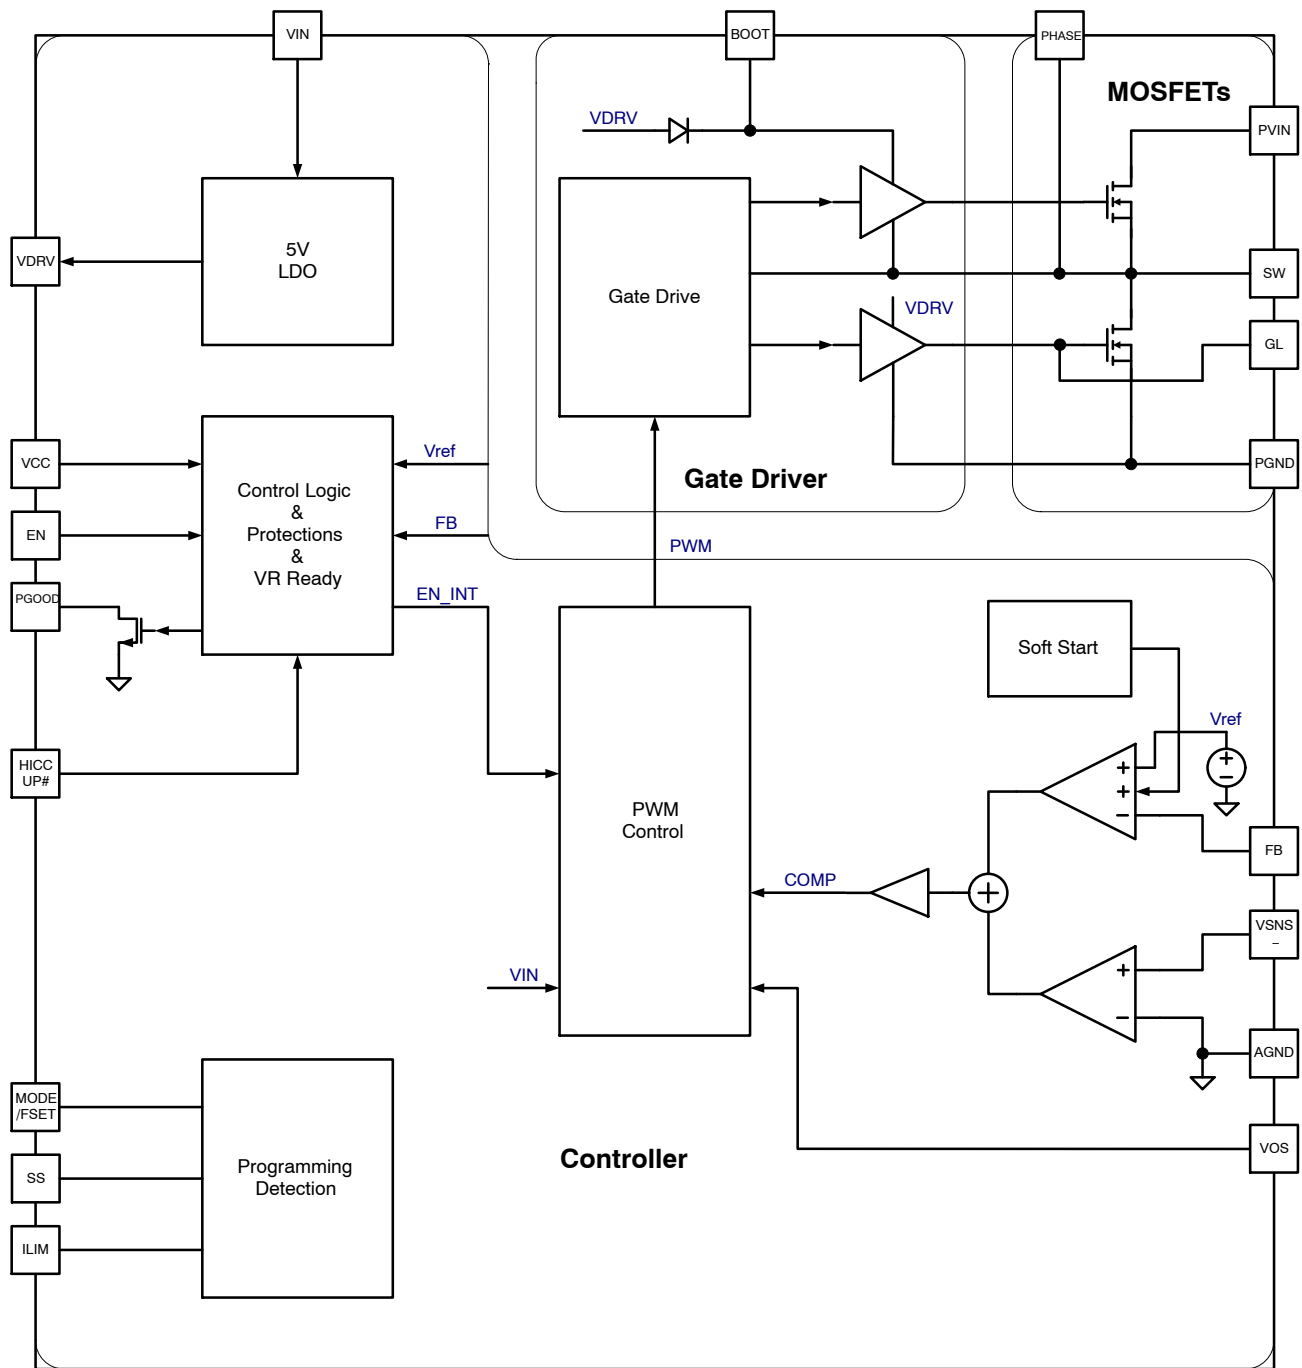 VIN
BOOT
PHASE
MOSFETs
VDRV
PVIN
5V
LDO
VDRV
Gate Drive
SW
VDRV
GL
VCC
Vref
PGND
Control Logic
&
Protections
&
VR Ready
Gate Driver
EN
FB
PWM
PGOOD
EN_INT
Soft Start
Vref
HICC
UP#
+
+
−
+
−
PWM
Control
FB
COMP
+
VSNS
−
VIN
+
−
AGND
MODE
/FSET
Programming
Detection
Controller
VOS
SS
ILIM